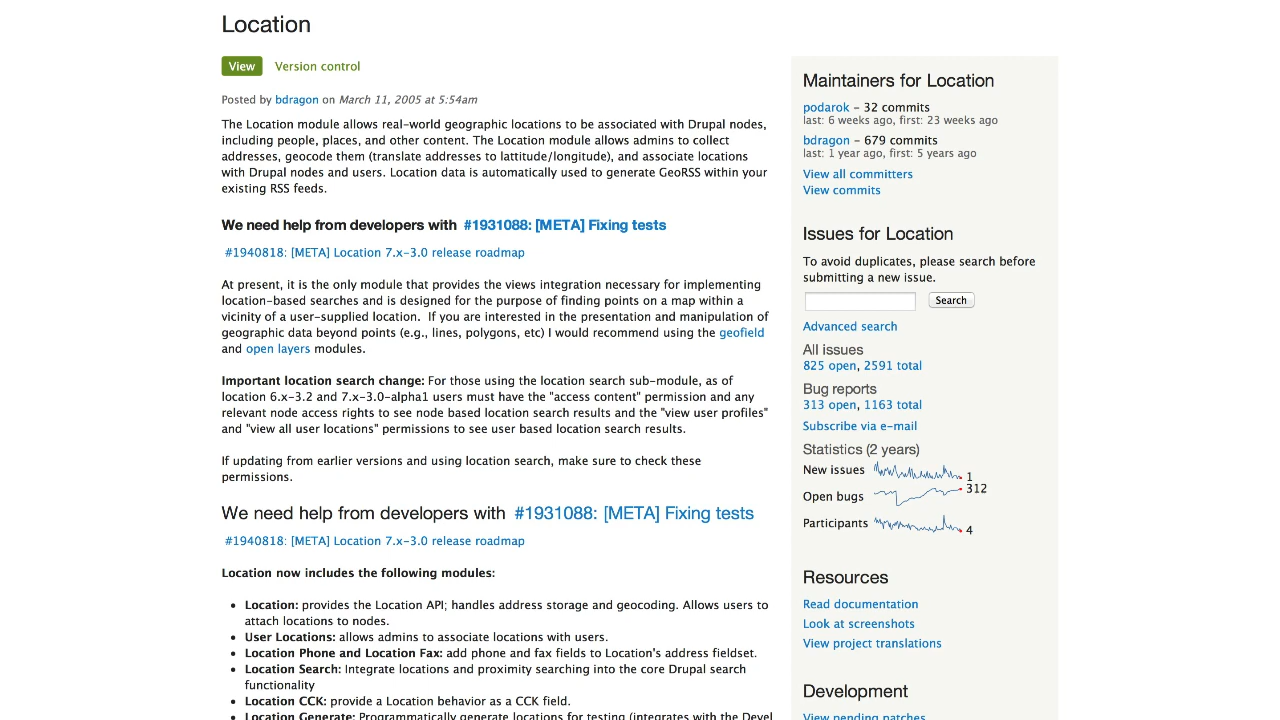 Location
View
Version control
Posted by bdragon on March 11, 2005 at 5:54am
The Location module allows real-world geographic locations to be associated with Drupal nodes,
including people, places, and other content. The Location module allows admins to collect
addresses, geocode them (translate addresses to lattitude/longitude), and associate locations
with Drupal nodes and users. Location data is automatically used to generate GeoRSS within your
existing RSS feeds.
We need help from developers with #1931088: [META] Fixing tests
#1940818: [META] Location 7.x-3.0 release roadmap
At present, it is the only module that provides the views integration necessary for implementing
location-based searches and is designed for the purpose of finding points on a map within a
vicinity of a user-supplied location. If you are interested in the presentation and manipulation of
geographic data beyond points (e.g., lines, polygons, etc) I would recommend using the geofield
and open layers modules.
Important location search change: For those using the location search sub-module, as of
location 6.x-3.2 and 7.x-3.0-alpha1 users must have the "access content" permission and any
relevant node access rights to see node based location search results and the "view user profiles"
and "view all user locations" permissions to see user based location search results.
If updating from earlier versions and using location search, make sure to check these
permissions.
We need help from developers with #1931088: [META] Fixing tests
#1940818: [META] Location 7.x-3.0 release roadmap
Location now includes the following modules:
• Location: provides the Location API; handles address storage and geocoding. Allows users to
attach locations to nodes.
• User Locations: allows admins to associate locations with users.
• Location Phone and Location Fax: add phone and fax fields to Location's address fieldset.
• Location Search: Integrate locations and proximity searching into the core Drupal search
functionality
• Location CCK: provide a Location behavior as a CCK field.
• Location Generate: Programmatically generate locations for testing (integrates with the Devel
Maintainers for Location
podarok - 32 commits
last: 6 weeks ago, first: 23 weeks ago
bdragon - 679 commits
last: 1 year ago, first: 5 years ago
View all committers
View commits
Issues for Location
To avoid duplicates, please search before
submitting a new issue.
Search
Advanced search
All issues
825 open, 2591 total
Bug reports
313 open, 1163 total
Subscribe via e-mail
Statistics (2 years)
New issues 1
Open bugs 312
Participants 4
Resources
Read documentation
Look at screenshots
View project translations
Development
View pending patches